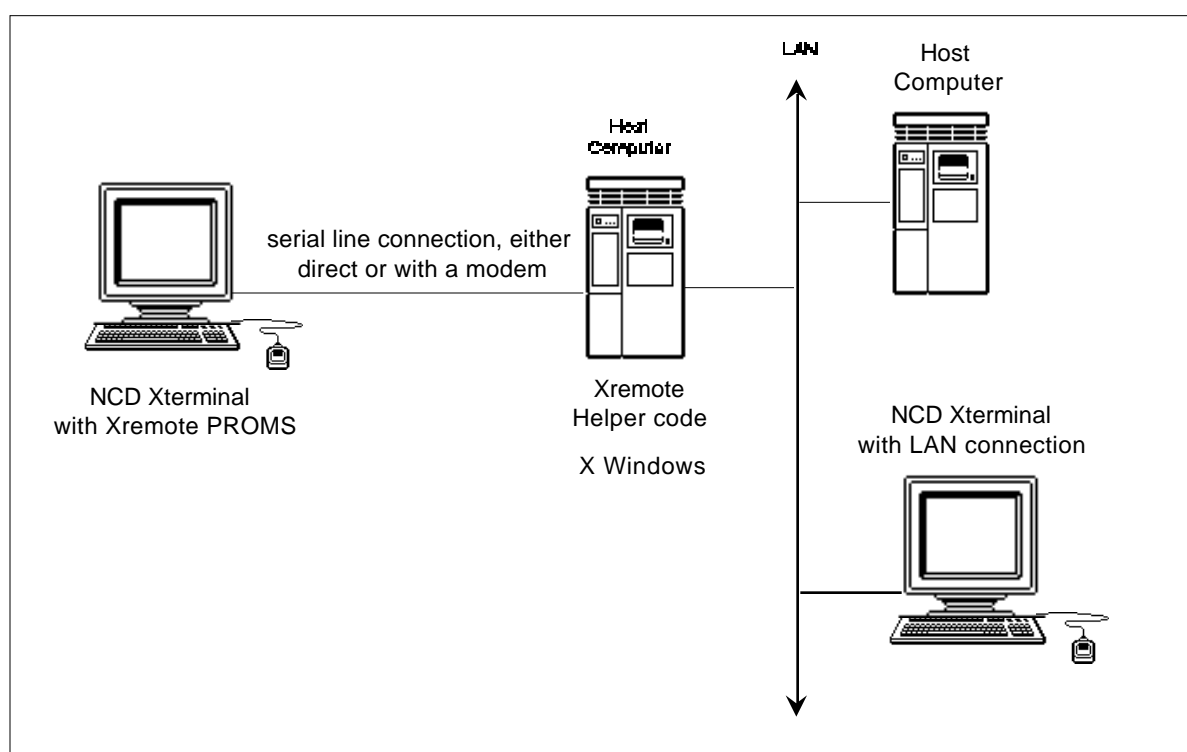 LAN
Host
Computer
Host
Computer
serial line connection, either
direct or with a modem
NCD Xterminal
with Xremote PROMS
Xremote
Helper code
X Windows
NCD Xterminal
with LAN connection